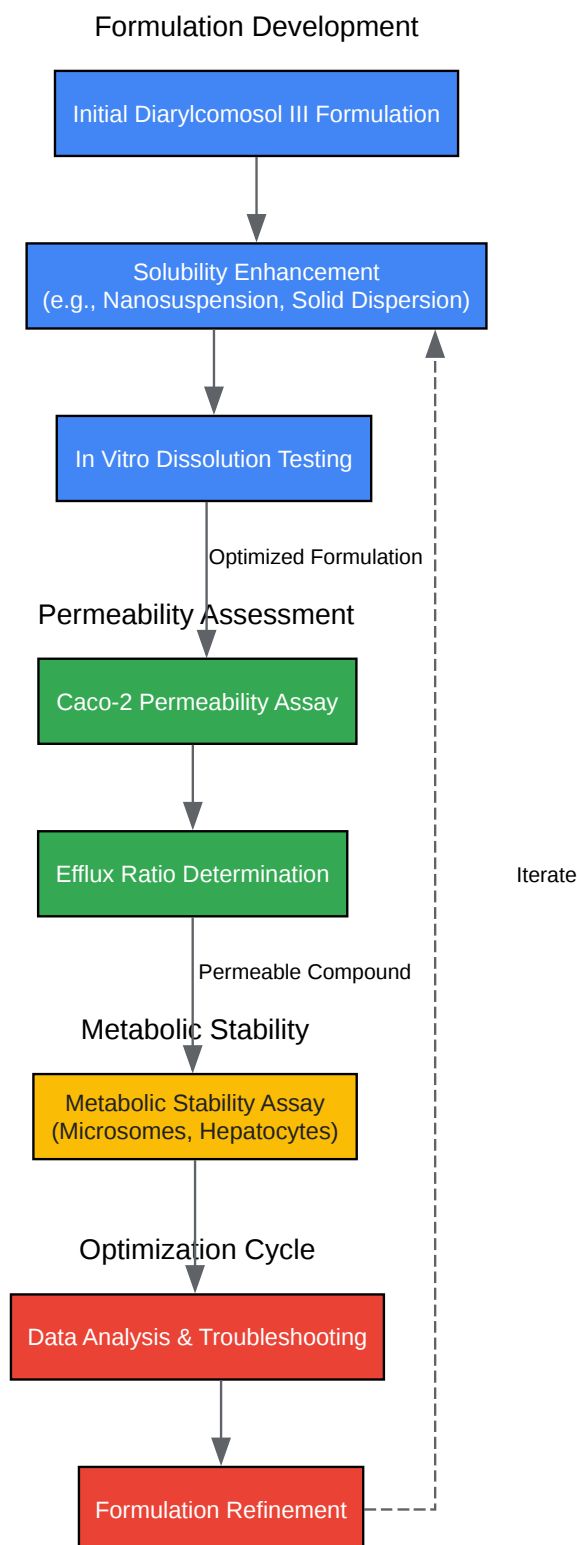 Formulation Development
Initial Diarylcomosol III Formulation
Solubility Enhancement
(e.g., Nanosuspension, Solid Dispersion)
In Vitro Dissolution Testing
Optimized Formulation
Permeability Assessment
Caco-2 Permeability Assay
Efflux Ratio Determination
Iterate
Permeable Compound
Metabolic Stability
Metabolic Stability Assay
(Microsomes, Hepatocytes)
Optimization Cycle
Data Analysis & Troubleshooting
Formulation Refinement